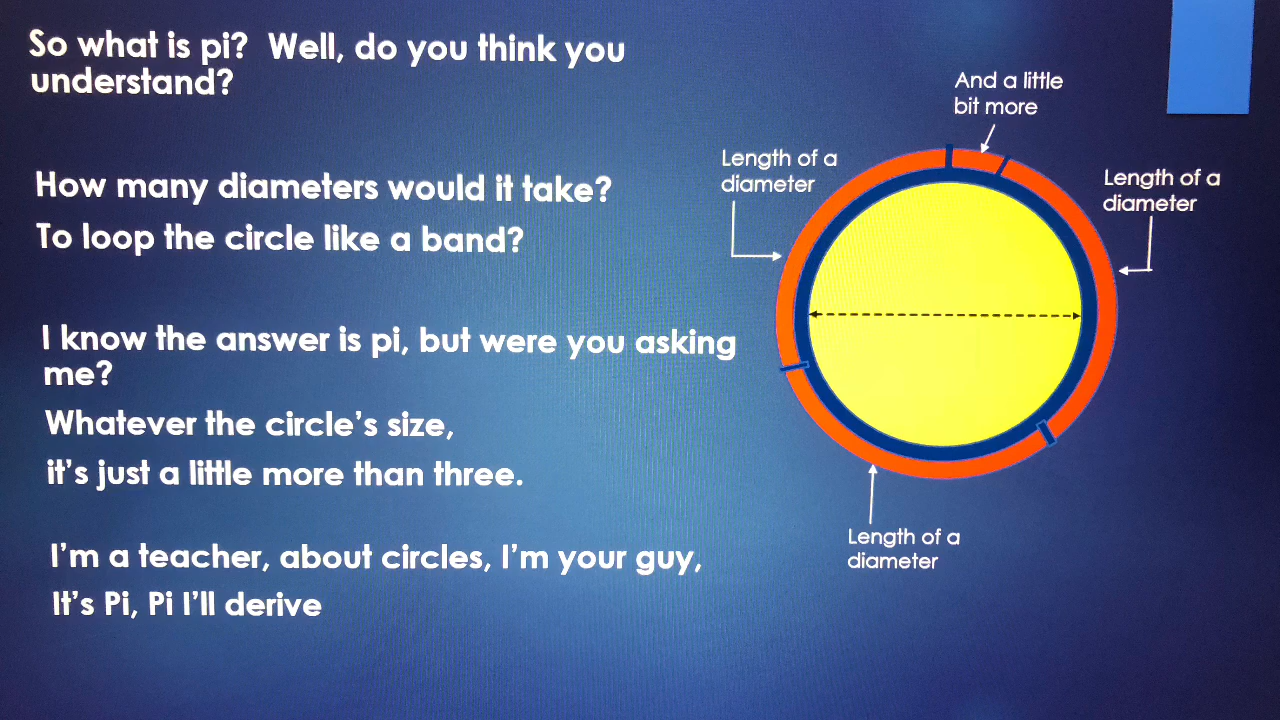 So what is pi?  Well, do you think you
understand?
How many diameters would it take?
To loop the circle like a band?
I know the answer is pi, but were you asking
me?
Whatever the circle's size,
it's just a little more than three.
I'm a teacher, about circles, I'm your guy,
It's Pi, Pi I'll derive
And a little
bit more
Length of a
diameter
Length of a
diameter
Length of a
diameter